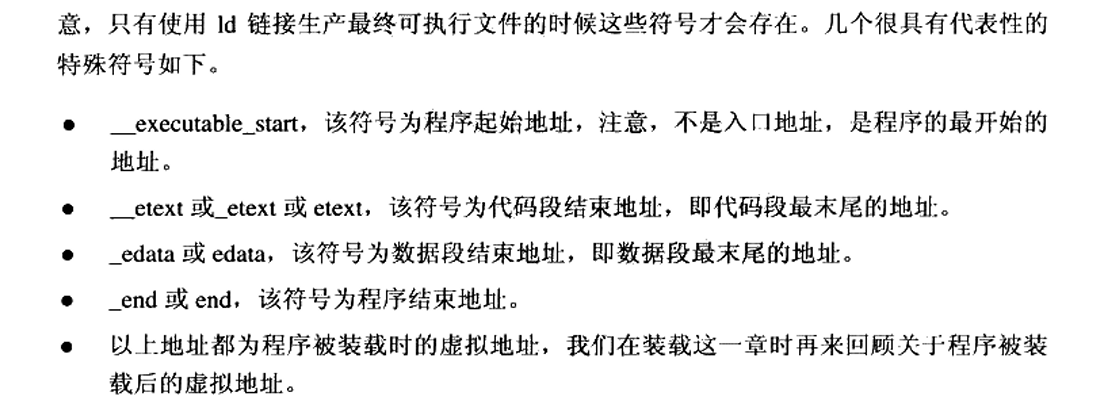 意，只有使用 ld 链接生产最终可执行文件的时候这些符号才会存在。几个很具有代表性的
特殊符号如下。
● __executable_start，该符号为程序起始地址，注意，不是入口地址，是程序的最开始的
地址。
● __etext 或_etext 或 etext，该符号为代码段结束地址，即代码段最末尾的地址。
● _edata 或 edata，该符号为数据段结束地址，即数据段最末尾的地址。
● _end 或 end，该符号为程序结束地址。
● 以上地址都为程序被装载时的虚拟地址，我们在装载这一章时再来回顾关于程序被装
载后的虚拟地址。